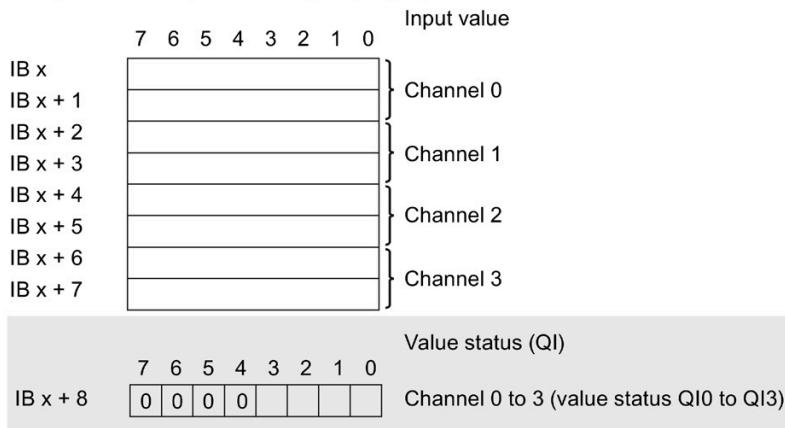 Input value
7 6 5 4 3 2 1 0
IB x
IB x + 1
Channel 0
IB x + 2
IB x + 3
Channel 1
IB x + 4
IB x + 5
Channel 2
IB x + 6
IB x + 7
Channel 3
Value status (QI)
7 6 5 4 3 2 1 0
IB x + 8 0 0 0 0 Channel 0 to 3 (value status QI0 to QI3)